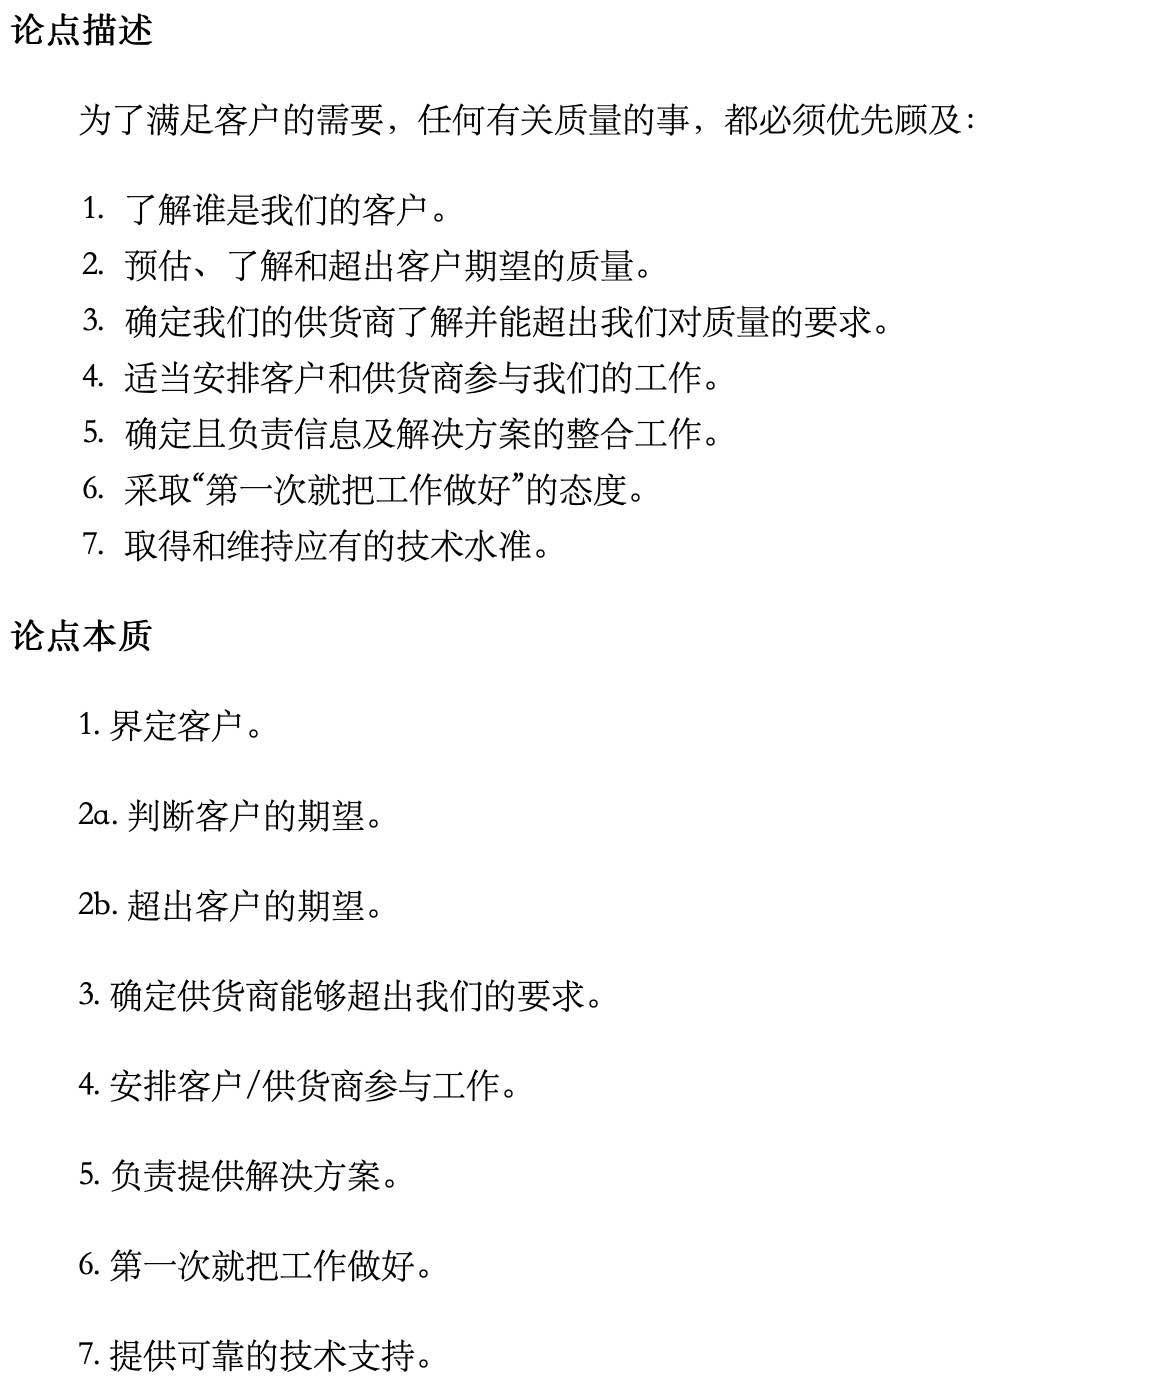 论点描述
为了满足客户的需要，任何有关质量的事，都必须优先顾及：
1. 了解谁是我们的客户。
2. 预估、了解和超出客户期望的质量。
3. 确定我们的供货商了解并能超出我们对质量的要求。
4. 适当安排客户和供货商参与我们的工作。
5. 确定且负责信息及解决方案的整合工作。
6. 采取“第一次就把工作做好”的态度。
7. 取得和维持应有的技术水准。
论点本质
1. 界定客户。
2a. 判断客户的期望。
2b. 超出客户的期望。
3. 确定供货商能够超出我们的要求。
4. 安排客户/供货商参与工作。
5. 负责提供解决方案。
6. 第一次就把工作做好。
7. 提供可靠的技术支持。